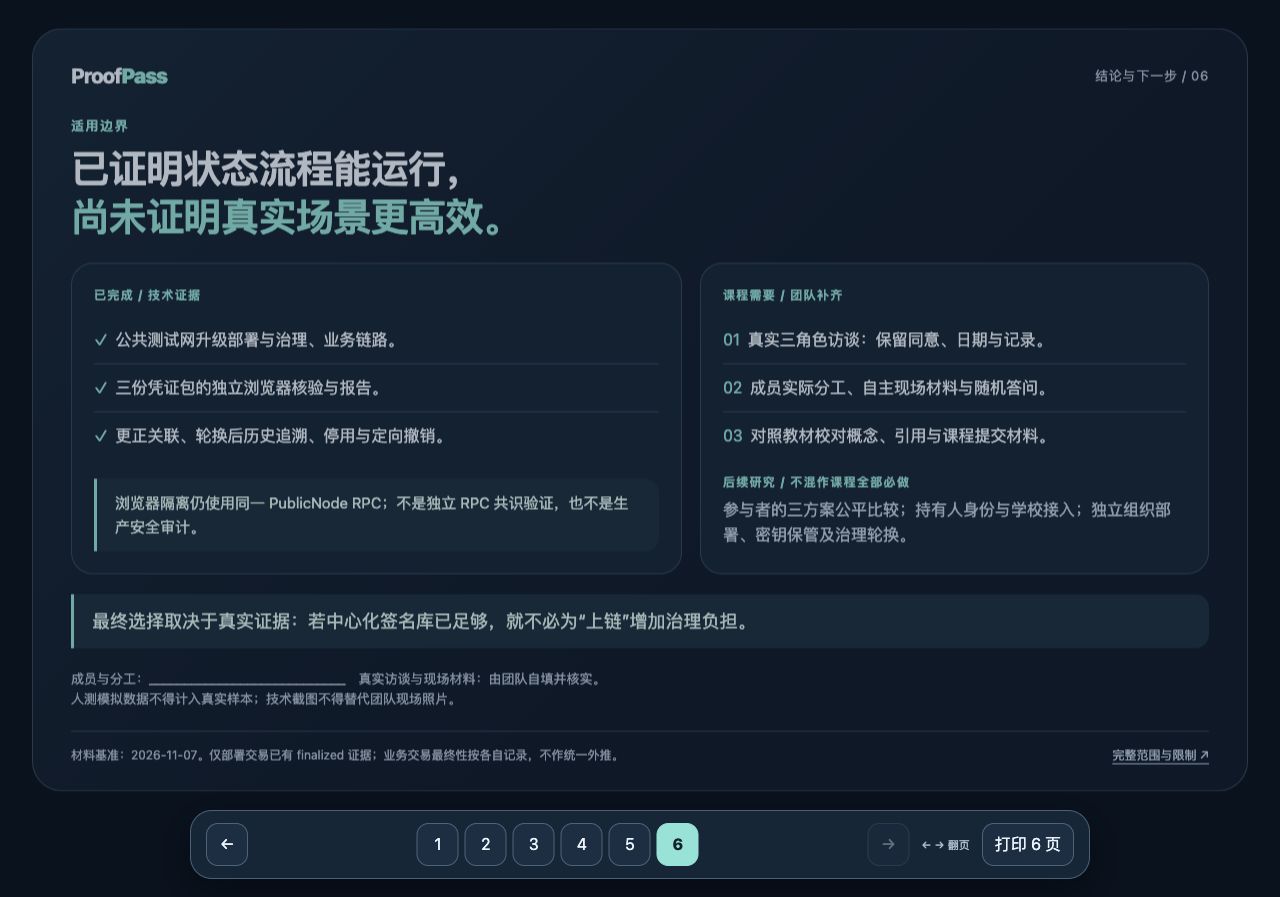 ProofPass
结论与下一步 / 06
适用边界
已证明状态流程能运行，
尚未证明真实场景更高效。
已完成 / 技术证据
✓ 公共测试网升级部署与治理、业务链路。
✓ 三份凭证包的独立浏览器核验与报告。
✓ 更正关联、轮换后历史追溯、停用与定向撤销。
浏览器隔离仍使用同一 PublicNode RPC；不是独立 RPC 共识验证，也不是生
产安全审计。
课程需要 / 团队补齐
01 真实三角色访谈：保留同意、日期与记录。
02 成员实际分工、自主现场材料与随机答问。
03 对照教材校对概念、引用与课程提交材料。
后续研究 / 不混作课程全部必做
参与者的三方案公平比较；持有人身份与学校接入；独立组织部
署、密钥保管及治理轮换。
最终选择取决于真实证据：若中心化签名库已足够，就不必为“上链”增加治理负担。
成员与分工：____________________________ 真实访谈与现场材料：由团队自填并核实。
人测模拟数据不得计入真实样本；技术截图不得替代团队现场照片。
材料基准：2026-11-07。仅部署交易已有 finalized 证据；业务交易最终性按各自记录，不作统一外推。
完整范围与限制 ↗
← 1 2 3 4 5 6 → ← → 翻页 打印 6 页